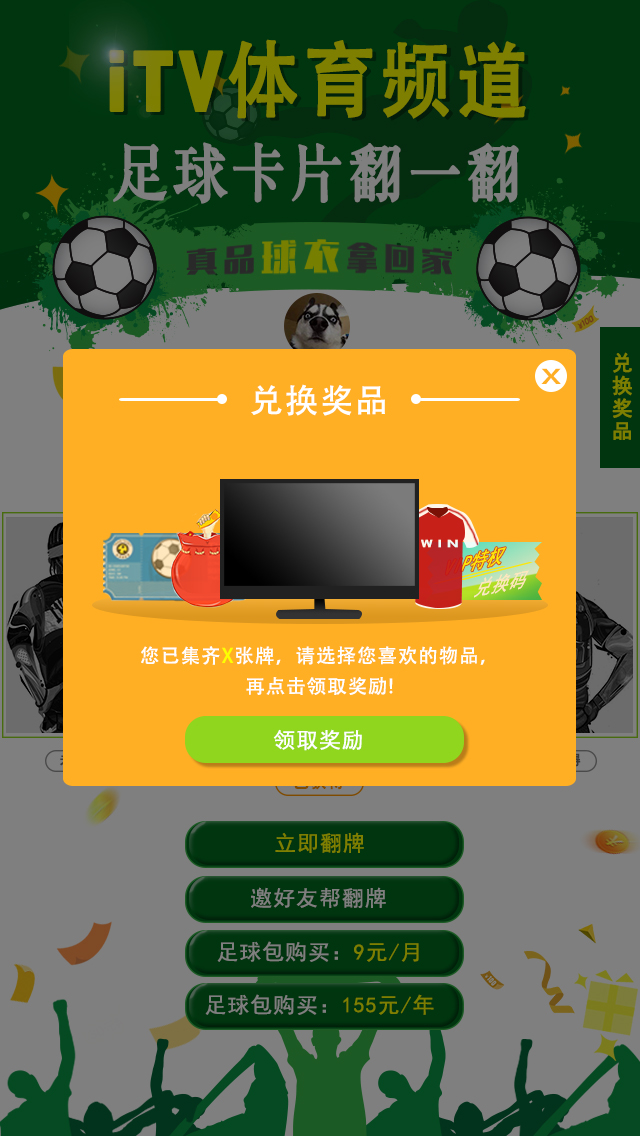 iTV体育频道
足球卡片翻一翻
真品球衣拿回家
¥100
兑换奖品
兑换奖品
WIN
P特权
兑换码
您已集齐X张牌，请选择您喜欢的物品，
再点击领取奖励!
领取奖励
立即翻牌
邀好友帮翻牌
足球包购买：9元/月
足球包购买：155元/年